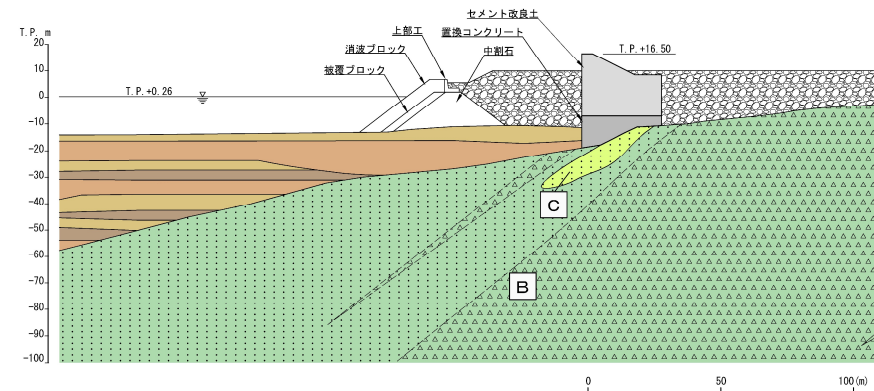 セメント改良土
T.P. m
上部工
置換コンクリート
T.P.+16.50
消波ブロック
中割石
被覆ブロック
T.P.+0.26
20
10
0
-10
-20
-30
-40
-50
-60
-70
-80
-90
-100
C
B
0
50
100(m)